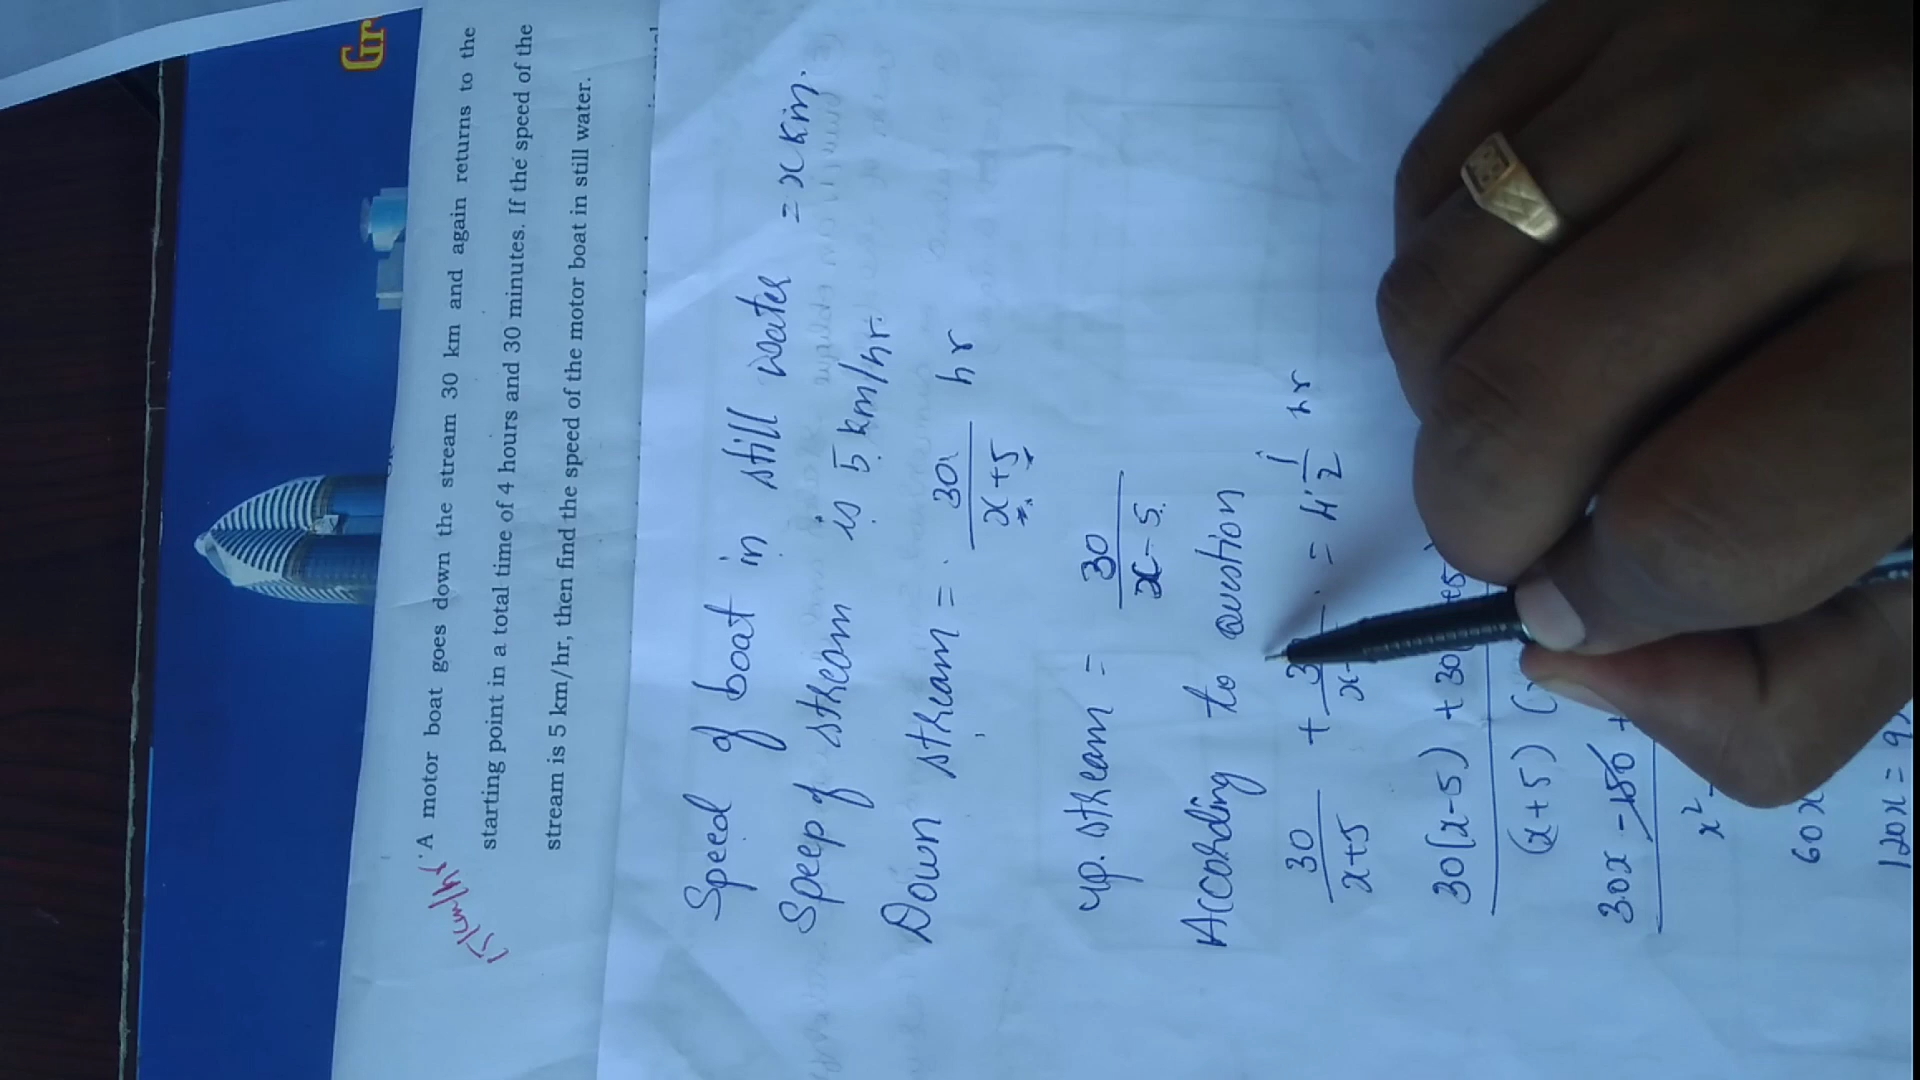 A motor boat goes down the stream 30 km and again returns to the
starting point in a total time of 4 hours and 30 minutes. If the speed of the
stream is 5 km/hr, then find the speed of the motor boat in still water.
Speed of boat in still water = x km.
Speep of stream is 5 km/hr.
Down stream = 30/x+5 hr
up. stream = 30/x-5
According to question
30/x+5 + = 4 1/2 hr
30(x-5) + 30
(x+5) (
30x - 150 +
x²
60x
120x = 9